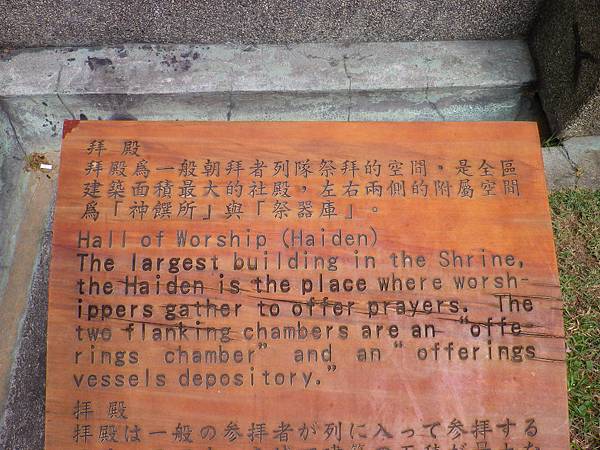 拜殿
拜殿爲一般朝拜者列隊祭拜的空間，是全區
建築面積最大的社殿，左右兩側的附屬空間
爲「神饌所」與「祭器庫」。
Hall of Worship (Haiden)
The largest building in the Shrine,
the Haiden is the place where worsh-
ippers gather to offer prayers. The
two flanking chambers are an “offe-
rings chamber” and an “ offerings
vessels depository.”
拝殿
拝殿は一般の参拝者が列に入って参拝する